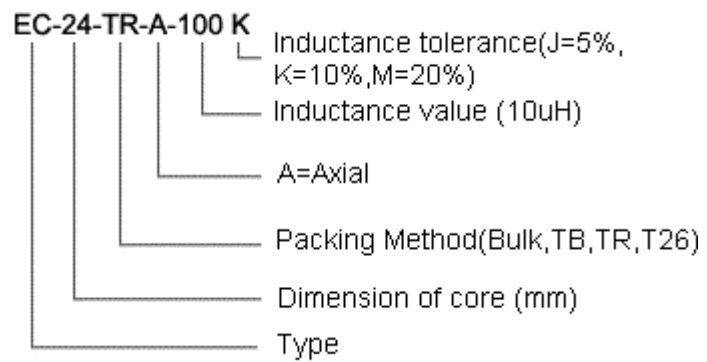 EC-24-TR-A-100 K
Inductance tolerance(J=5%,
K=10%,M=20%)
Inductance value (10uH)
A=Axial
Packing Method(Bulk,TB,TR,T26)
Dimension of core (mm)
Type